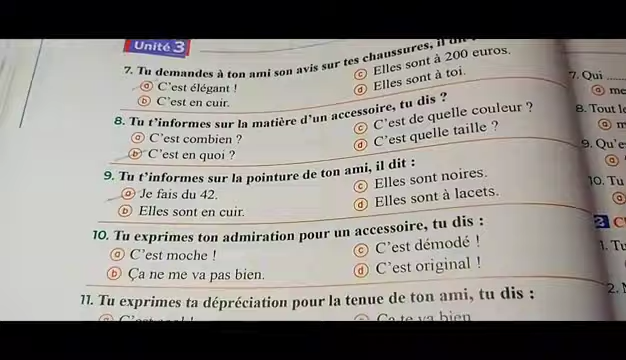 Unité 3
7. Tu demandes à ton ami son avis sur tes chaussures, il
ⓐ C'est élégant !
ⓒ Elles sont à 200 euros.
ⓑ C'est en cuir.
ⓓ Elles sont à toi.
8. Tu t'informes sur la matière d'un accessoire, tu dis ?
ⓐ C'est combien ?
ⓒ C'est de quelle couleur ?
ⓑ C'est en quoi ?
ⓓ C'est quelle taille ?
9. Tu t'informes sur la pointure de ton ami, il dit :
ⓐ Je fais du 42.
ⓒ Elles sont noires.
ⓑ Elles sont en cuir.
ⓓ Elles sont à lacets.
10. Tu exprimes ton admiration pour un accessoire, tu dis :
ⓐ C'est moche !
ⓒ C'est démodé !
ⓑ Ça ne me va pas bien.
ⓓ C'est original !
11. Tu exprimes ta dépréciation pour la tenue de ton ami, tu dis :
Ça te va bien
7. Qui
ⓐ me
8. Tout
ⓐ
9. Qu'e
ⓐ
10. Tu
ⓐ
2 C
1. Tu
2.